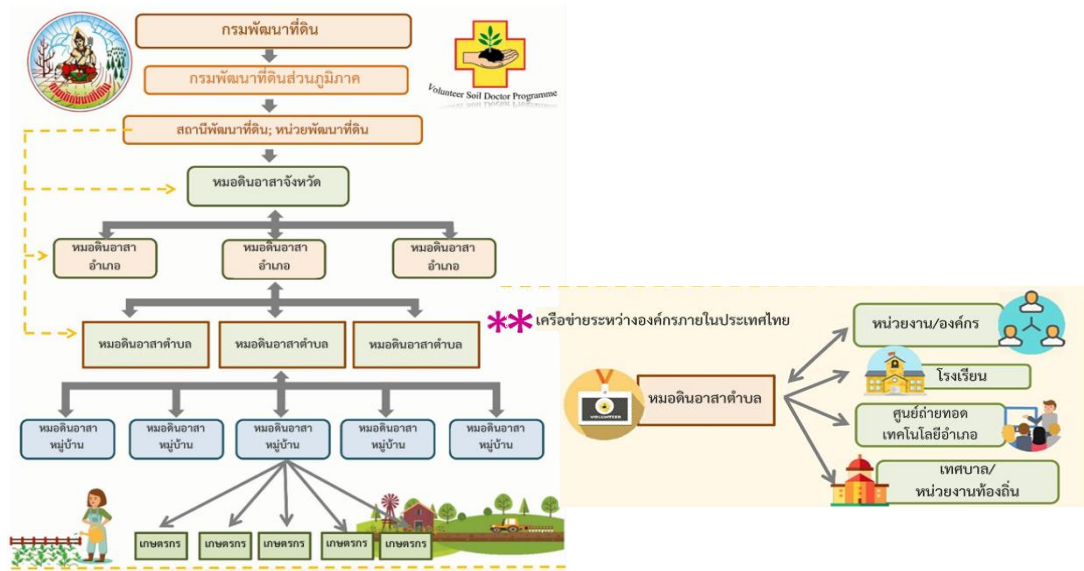 กรมพัฒนาที่ดิน
Volunteer Soil Doctor Programme
กรมพัฒนาที่ดินส่วนภูมิภาค
สถานีพัฒนาที่ดิน; หน่วยพัฒนาที่ดิน
หมอดินอาสาจังหวัด
หมอดินอาสา
อำเภอ
หมอดินอาสา
อำเภอ
หมอดินอาสา
อำเภอ
หมอดินอาสาตำบล
หมอดินอาสาตำบล
หมอดินอาสาตำบล
หมอดินอาสา
หมู่บ้าน
หมอดินอาสา
หมู่บ้าน
หมอดินอาสา
หมู่บ้าน
หมอดินอาสา
หมู่บ้าน
หมอดินอาสา
หมู่บ้าน
เกษตรกร
เกษตรกร
เกษตรกร
เกษตรกร
เกษตรกร
** เครือข่ายระหว่างองค์กรภายในประเทศไทย
VOLUNTEER
หมอดินอาสาตำบล
หน่วยงาน/องค์กร
โรงเรียน
ศูนย์ถ่ายทอด
เทคโนโลยีอำเภอ
เทศบาล/
หน่วยงานท้องถิ่น